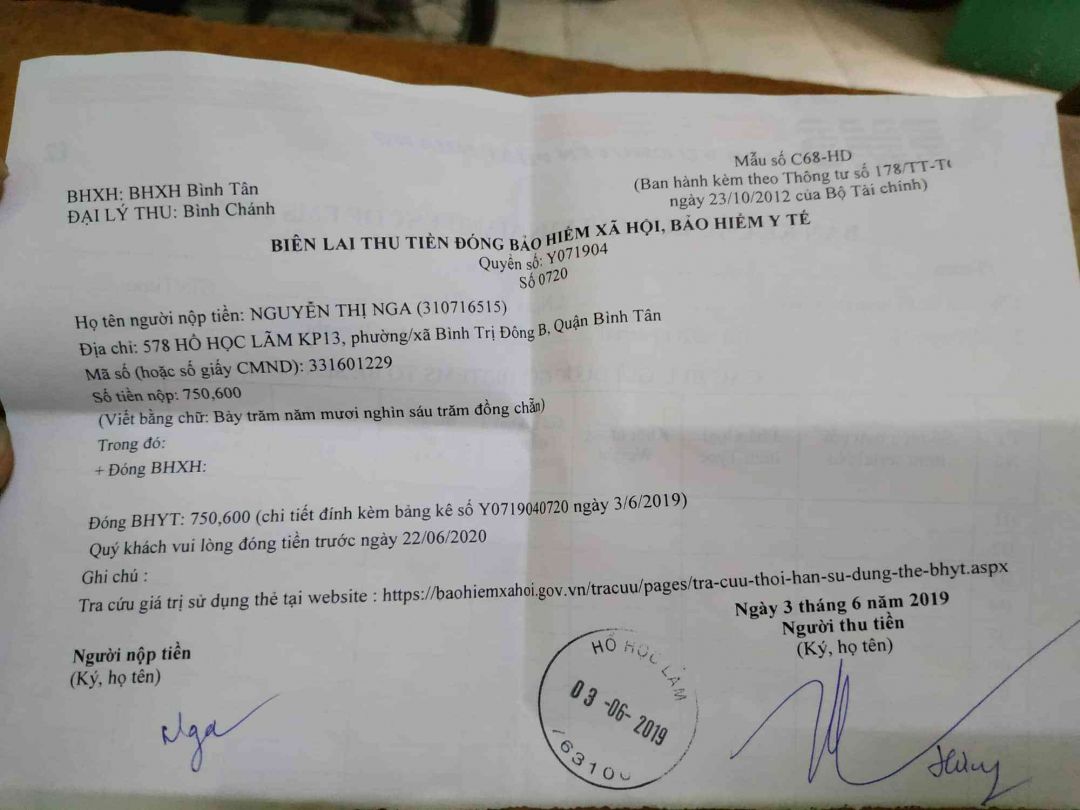 BHXH: BHXH Bình Tân
ĐẠI LÝ THU: Bình Chánh
Mẫu số C68-HD
(Ban hành kèm theo Thông tư số 178/TT-T
ngày 23/10/2012 của Bộ Tài chính)
BIÊN LAI THU TIỀN ĐÓNG BẢO HIỂM XÃ HỘI, BẢO HIỂM Y TẾ
Quyển số: Y071904
Số 0720
Họ tên người nộp tiền: NGUYỄN THỊ NGA (310716515)
Địa chỉ: 578 HỒ HỌC LÃM KP13, phường/xã Bình Trị Đông B, Quận Bình Tân
Mã số (hoặc số giấy CMND): 331601229
Số tiền nộp: 750,600
(Viết bằng chữ: Bảy trăm năm mươi nghìn sáu trăm đồng chẵn)
Trong đó:
+ Đóng BHXH:
Đóng BHYT: 750,600 (chi tiết đính kèm bảng kê số Y0719040720 ngày 3/6/2019)
Quý khách vui lòng đóng tiền trước ngày 22/06/2020
Ghi chú :
Tra cứu giá trị sử dụng thẻ tại website : https://baohiemxahoi.gov.vn/tracuu/pages/tra-cuu-thoi-han-su-dung-the-bhyt.aspx
Ngày 3 tháng 6 năm 2019
Người nộp tiền
(Ký, họ tên)
Người thu tiền
(Ký, họ tên)
Nga
HỒ HỌC LÃM
03-06-2019
763100
Hùng